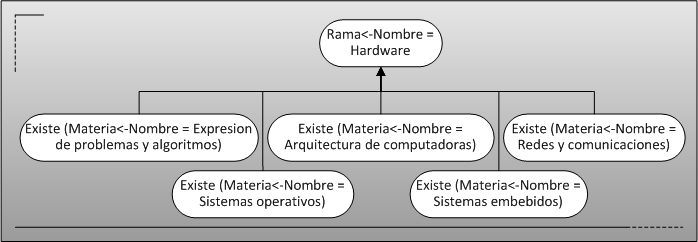 Rama<-Nombre =
Hardware
Existe (Materia<-Nombre = Expresion
de problemas y algoritmos)
Existe (Materia<-Nombre =
Arquitectura de computadoras)
Existe (Materia<-Nombre =
Redes y comunicaciones)
Existe (Materia<-Nombre =
Sistemas operativos)
Existe (Materia<-Nombre =
Sistemas embebidos)